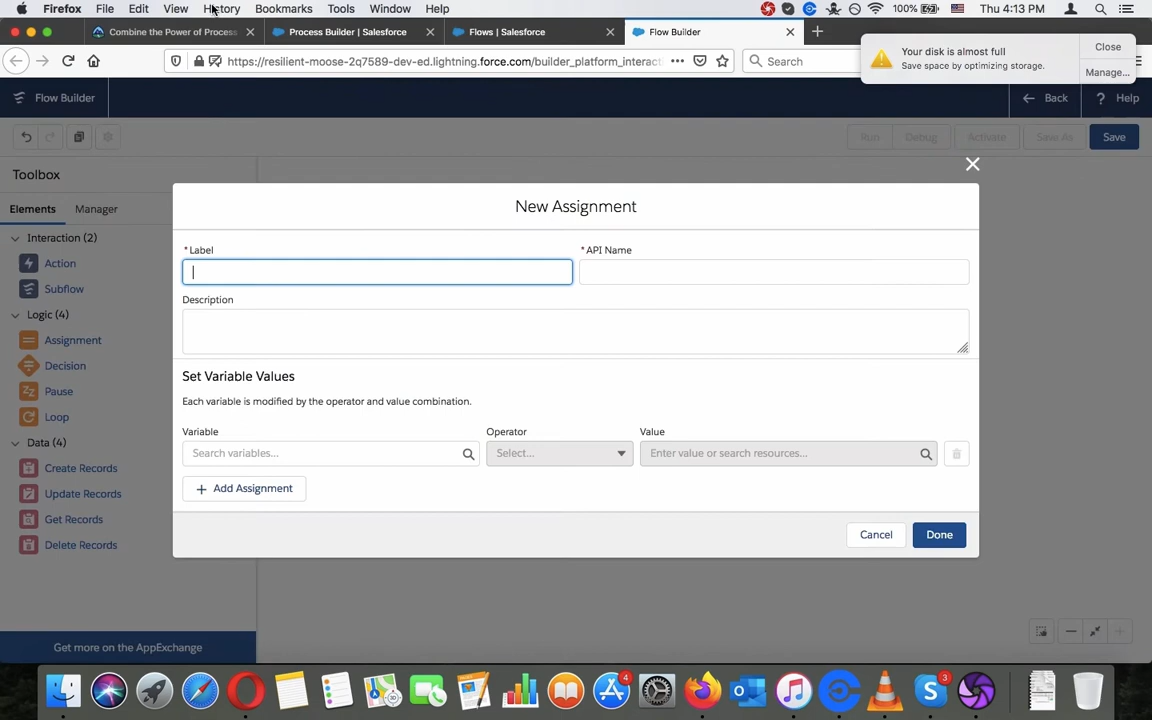 Firefox File Edit View History Bookmarks Tools Window Help 100% Thu 4:13 PM
Combine the Power of Process Process Builder | Salesforce Flows | Salesforce Flow Builder
https://resilient-moose-2q7589-dev-ed.lightning.force.com/builder_platform_interact Search
Your disk is almost full
Save space by optimizing storage.
Close
Manage...
Flow Builder Back Help
Run Debug Activate Save As Save
Toolbox
Elements Manager
Interaction (2)
Action
Subflow
Logic (4)
Assignment
Decision
Pause
Loop
Data (4)
Create Records
Update Records
Get Records
Delete Records
Get more on the AppExchange
New Assignment
* Label * API Name
Description
Set Variable Values
Each variable is modified by the operator and value combination.
Variable Operator Value
Search variables... Select... Enter value or search resources...
+ Add Assignment
Cancel Done
4
3